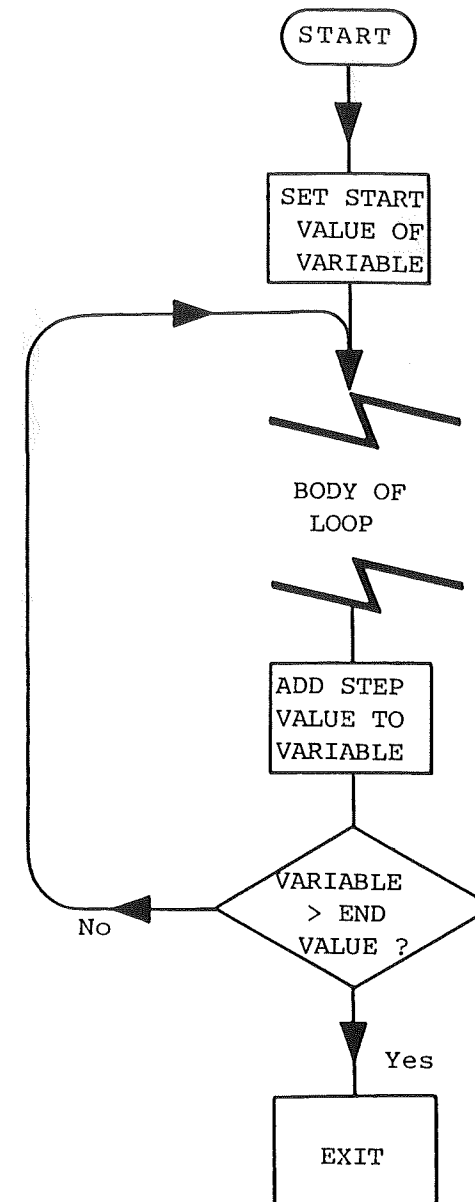 START
SET START
VALUE OF
VARIABLE
BODY OF
LOOP
ADD STEP
VALUE TO
VARIABLE
VARIABLE
> END
VALUE ?
No
Yes
EXIT